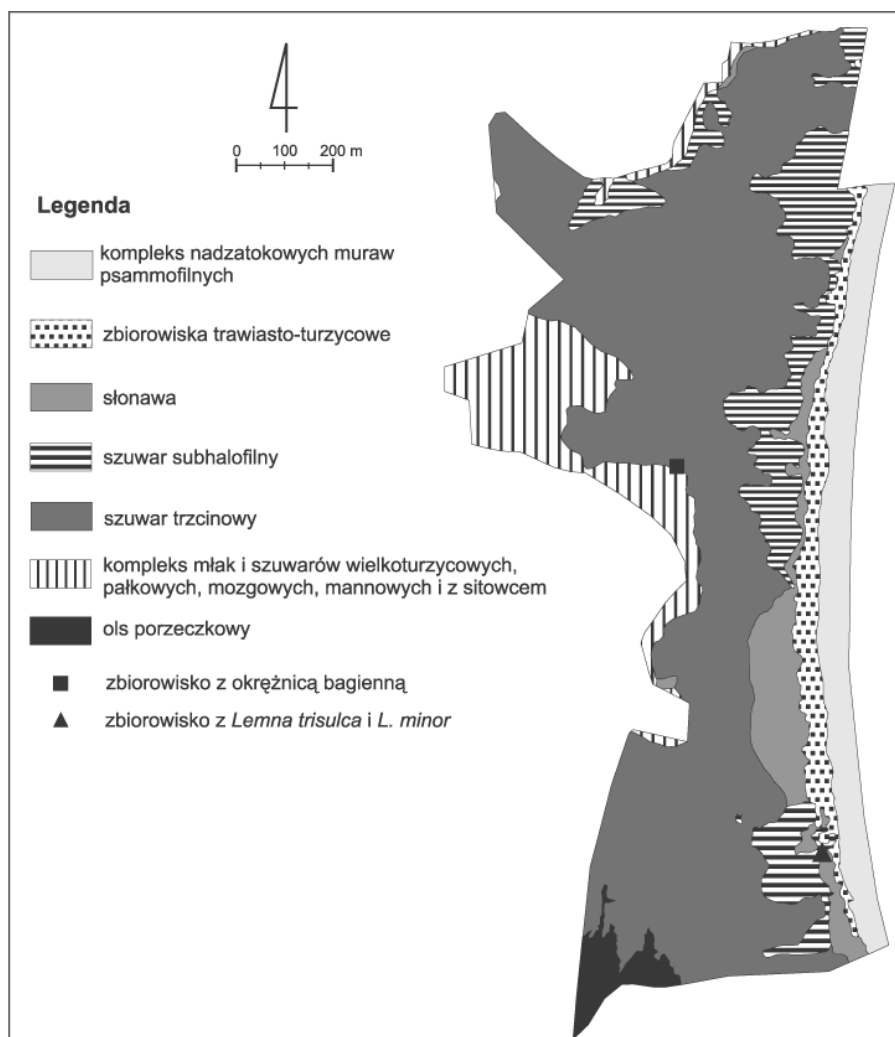 0 100 200 m
Legenda
kompleks nadzatokowych muraw
psammofilnych
zbiorowiska trawiasto-turzycowe
słonawa
szuwar subhalofilny
szuwar trzcinowy
kompleks młak i szuwarów wielkoturzycowych,
pałkowych, mozgowych, mannowych i z sitowcem
ols porzeczkowy
zbiorowisko z okrężnicą bagienną
zbiorowisko z Lemna trisulca i L. minor